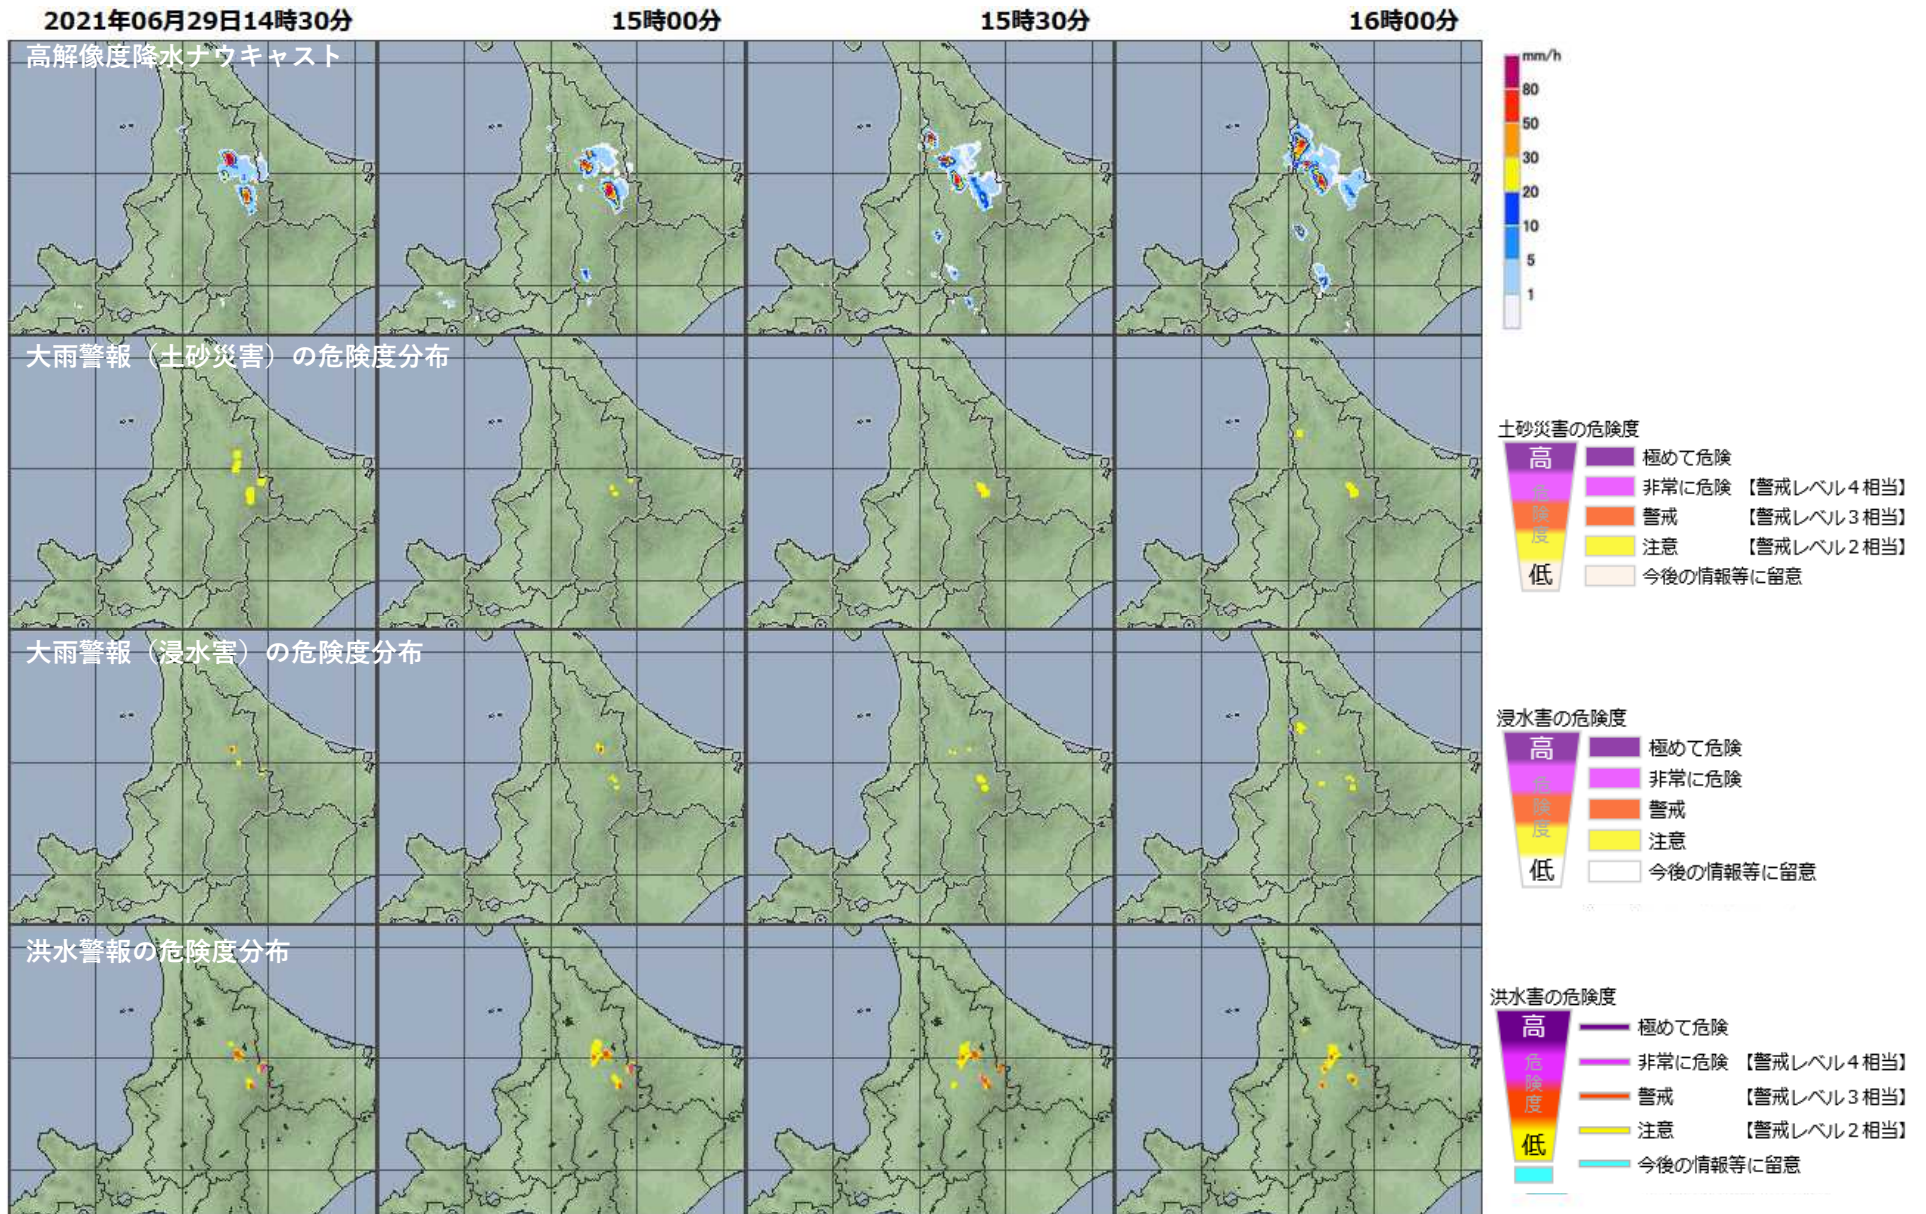 2021年06月29日14時30分 15時00分 15時30分 16時00分
高解像度降水ナウキャスト
mm/h
80
50
30
20
10
5
1
大雨警報（土砂災害）の危険度分布
土砂災害の危険度
高
危
険
度
低
極めて危険
非常に危険 【警戒レベル４相当】
警戒 【警戒レベル３相当】
注意 【警戒レベル２相当】
今後の情報等に留意
大雨警報（浸水害）の危険度分布
浸水害の危険度
高
危
険
度
低
極めて危険
非常に危険
警戒
注意
今後の情報等に留意
洪水警報の危険度分布
洪水害の危険度
高
危
険
度
低
極めて危険
非常に危険 【警戒レベル４相当】
警戒 【警戒レベル３相当】
注意 【警戒レベル２相当】
今後の情報等に留意